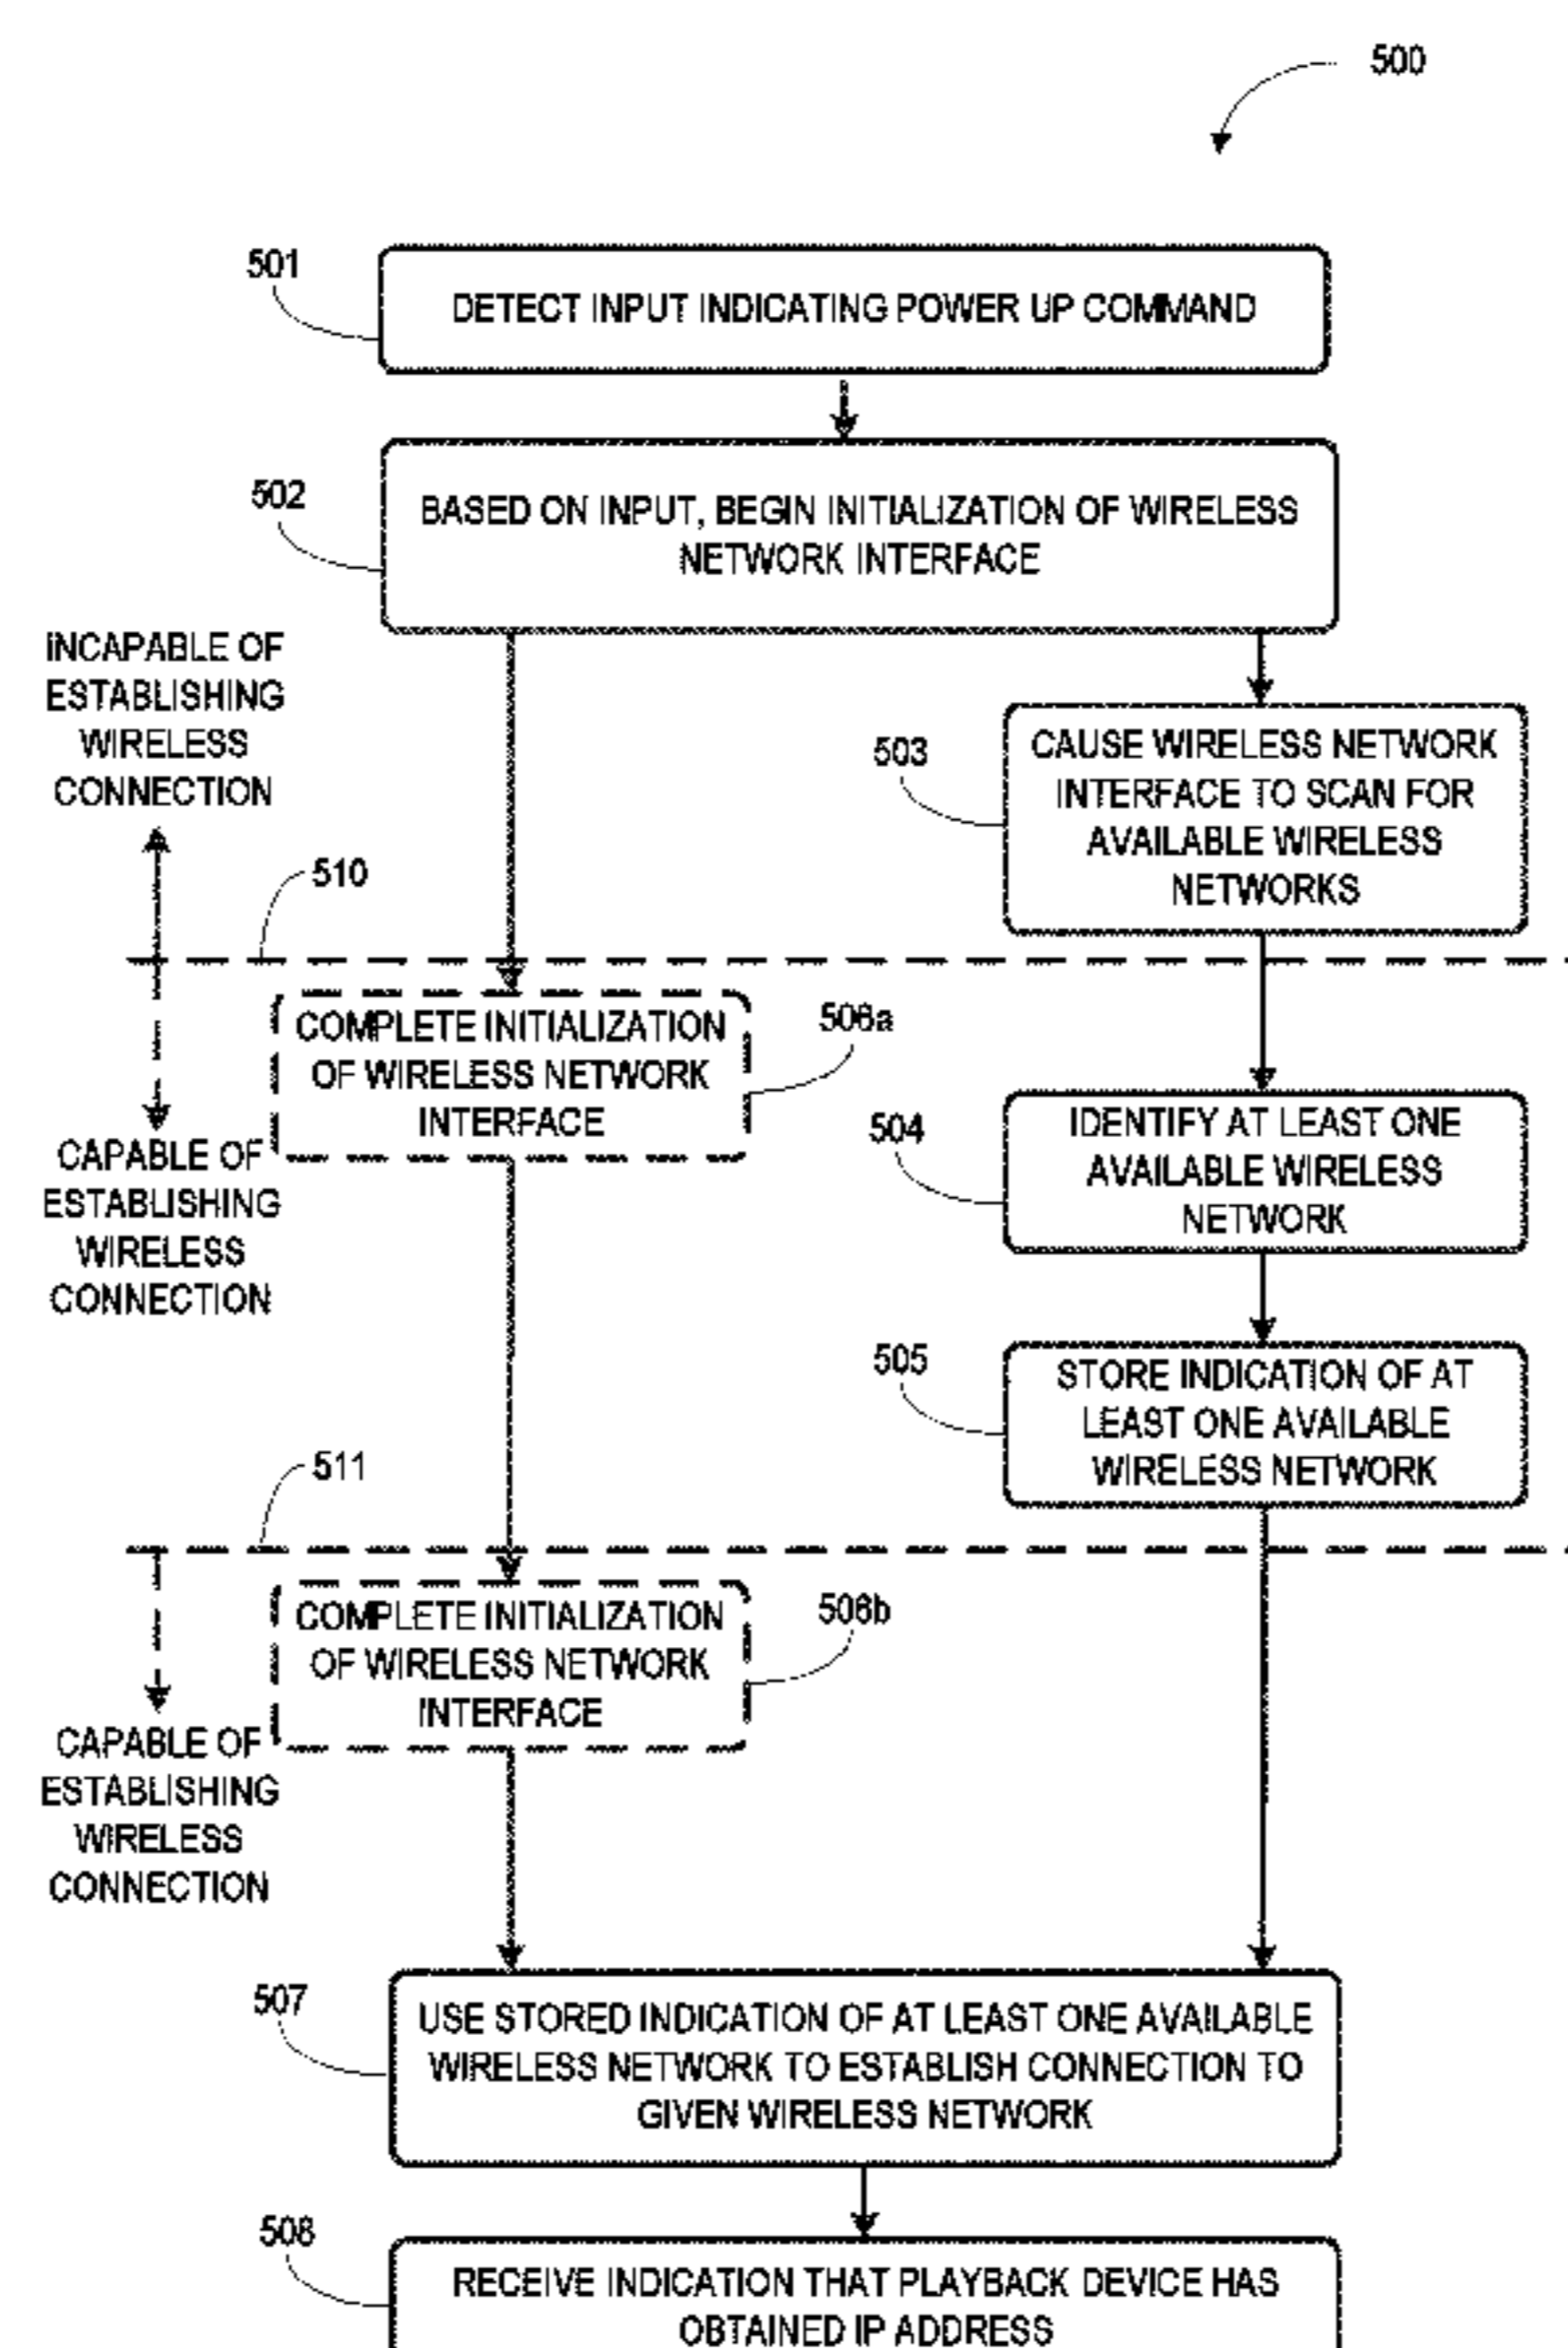 500
501
DETECT INPUT INDICATING POWER UP COMMAND
502
BASED ON INPUT, BEGIN INITIALIZATION OF WIRELESS
NETWORK INTERFACE
INCAPABLE OF
ESTABLISHING
WIRELESS
CONNECTION
503
CAUSE WIRELESS NETWORK
INTERFACE TO SCAN FOR
AVAILABLE WIRELESS
NETWORKS
510
COMPLETE INITIALIZATION
OF WIRELESS NETWORK
INTERFACE
506a
CAPABLE OF
ESTABLISHING
WIRELESS
CONNECTION
504
IDENTIFY AT LEAST ONE
AVAILABLE WIRELESS
NETWORK
505
STORE INDICATION OF AT
LEAST ONE AVAILABLE
WIRELESS NETWORK
511
COMPLETE INITIALIZATION
OF WIRELESS NETWORK
INTERFACE
506b
CAPABLE OF
ESTABLISHING
WIRELESS
CONNECTION
507
USE STORED INDICATION OF AT LEAST ONE AVAILABLE
WIRELESS NETWORK TO ESTABLISH CONNECTION TO
GIVEN WIRELESS NETWORK
508
RECEIVE INDICATION THAT PLAYBACK DEVICE HAS
OBTAINED IP ADDRESS